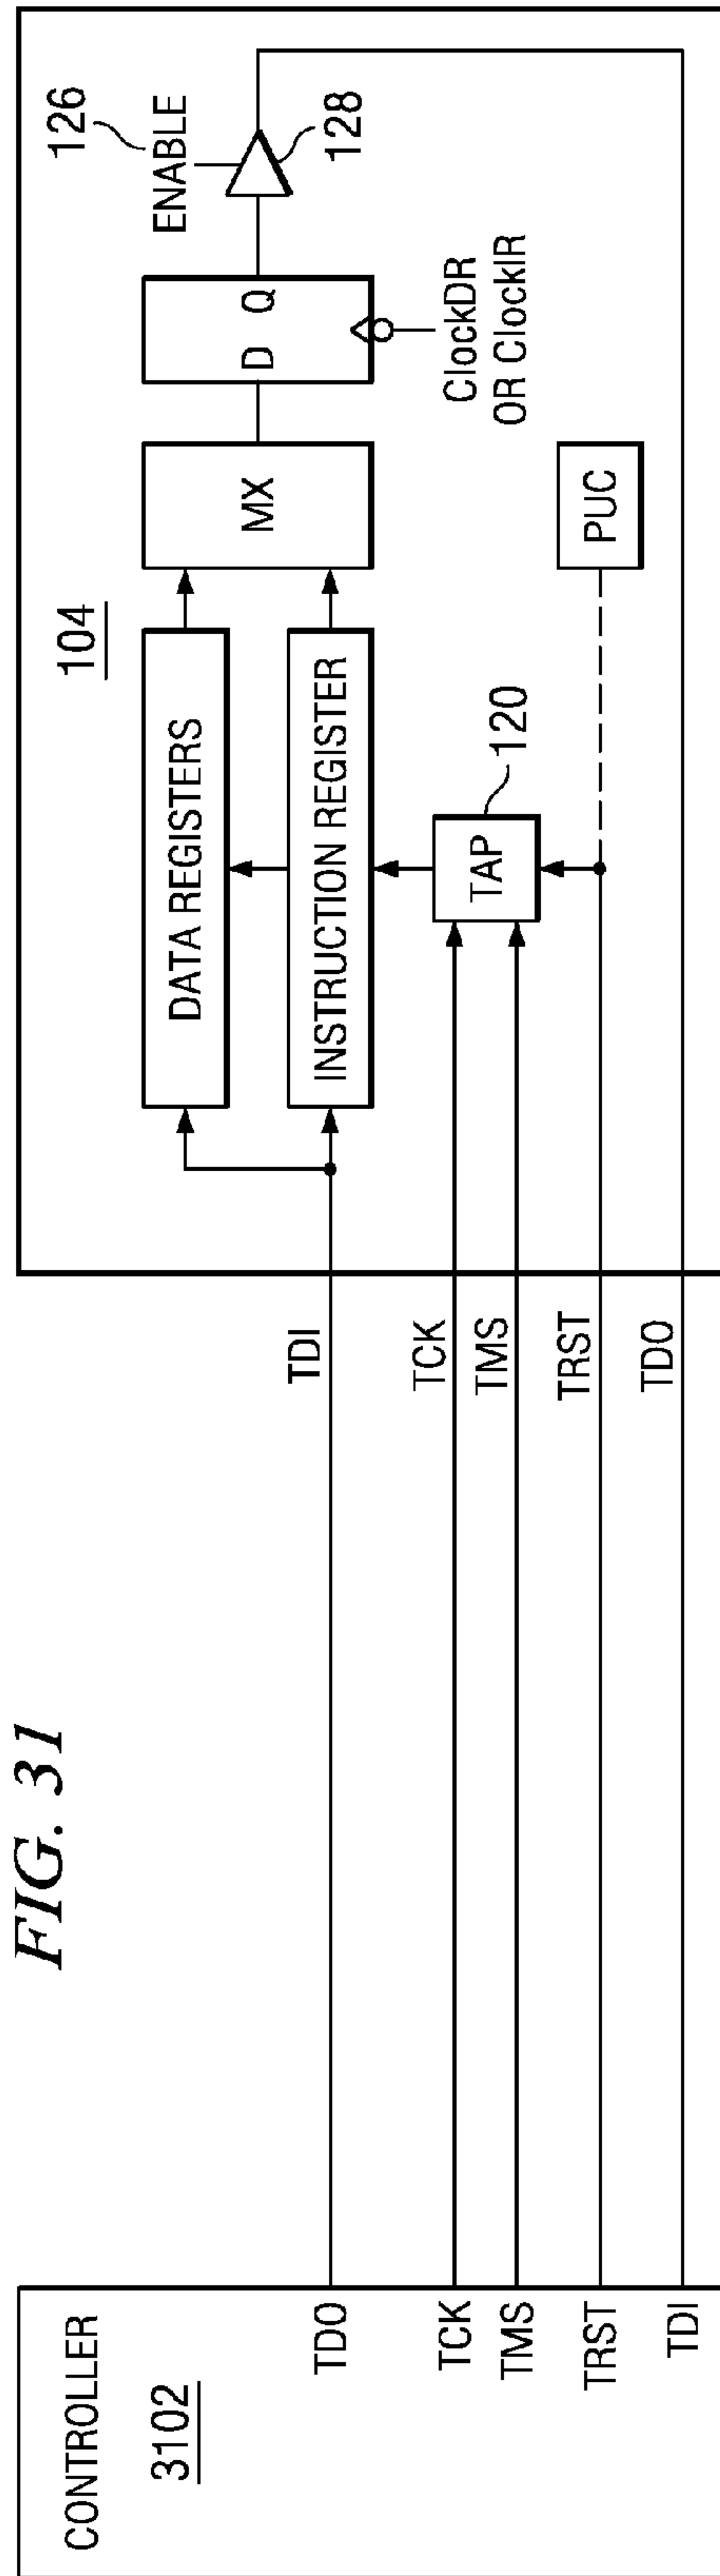 FIG. 31
CONTROLLER
3102
TDO
TCK
TMS
TRST
TDI
TDI
TCK
TMS
TRST
TDO
104
DATA REGISTERS
INSTRUCTION REGISTER
TAP
120
MX
PUC
D Q
ClockDR
OR ClockIR
126
ENABLE
128